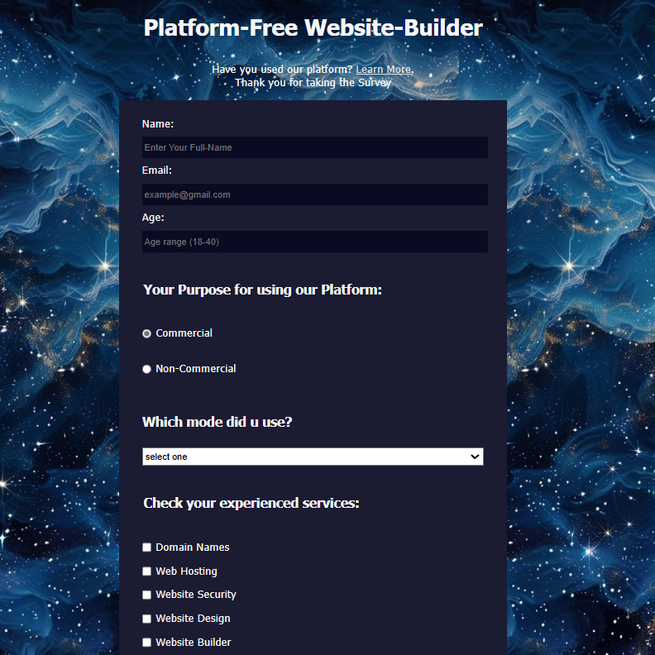 Platform-Free Website-Builder
Have you used our platform? Learn More.
Thank you for taking the Survey
Name:
Enter Your Full-Name
Email:
example@gmail.com
Age:
Age range (18-40)
Your Purpose for using our Platform:
Commercial
Non-Commercial
Which mode did u use?
select one
Check your experienced services:
Domain Names
Web Hosting
Website Security
Website Design
Website Builder